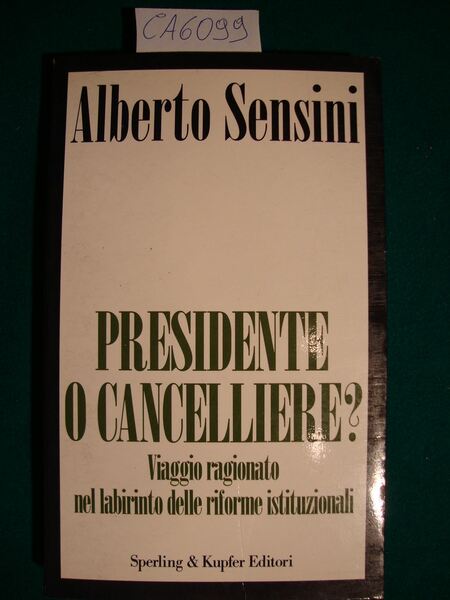 CA6099
Alberto Sensini
PRESIDENTE
O CANCELLIERE?
Viaggio ragionato
nel labirinto delle riforme istituzionali
Sperling & Kupfer Editori